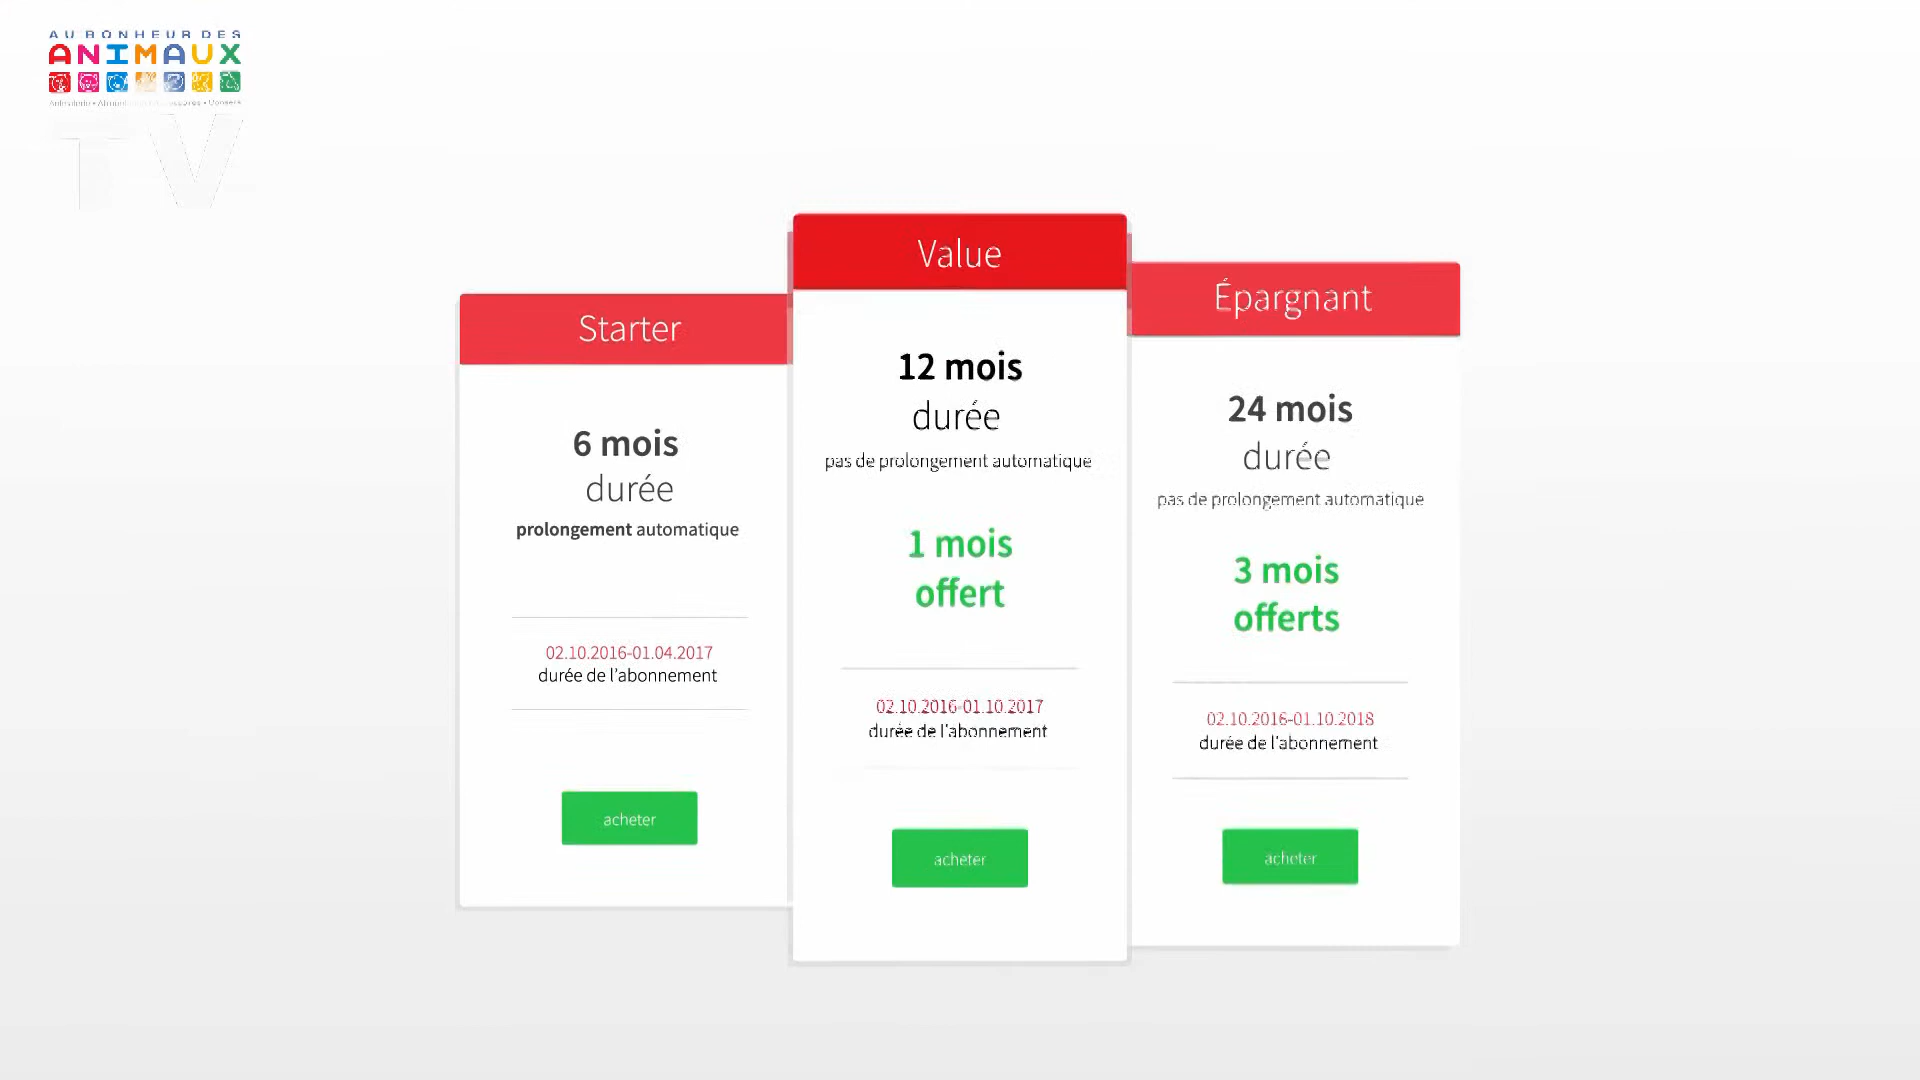 AU BONHEUR DES
ANIMAUX
TV
Starter
6 mois
durée
prolongement automatique
02.10.2016-01.04.2017
durée de l'abonnement
acheter
Value
12 mois
durée
pas de prolongement automatique
1 mois
offert
02.10.2016-01.10.2017
durée de l'abonnement
acheter
Épargnant
24 mois
durée
pas de prolongement automatique
3 mois
offerts
02.10.2016-01.10.2018
durée de l'abonnement
acheter